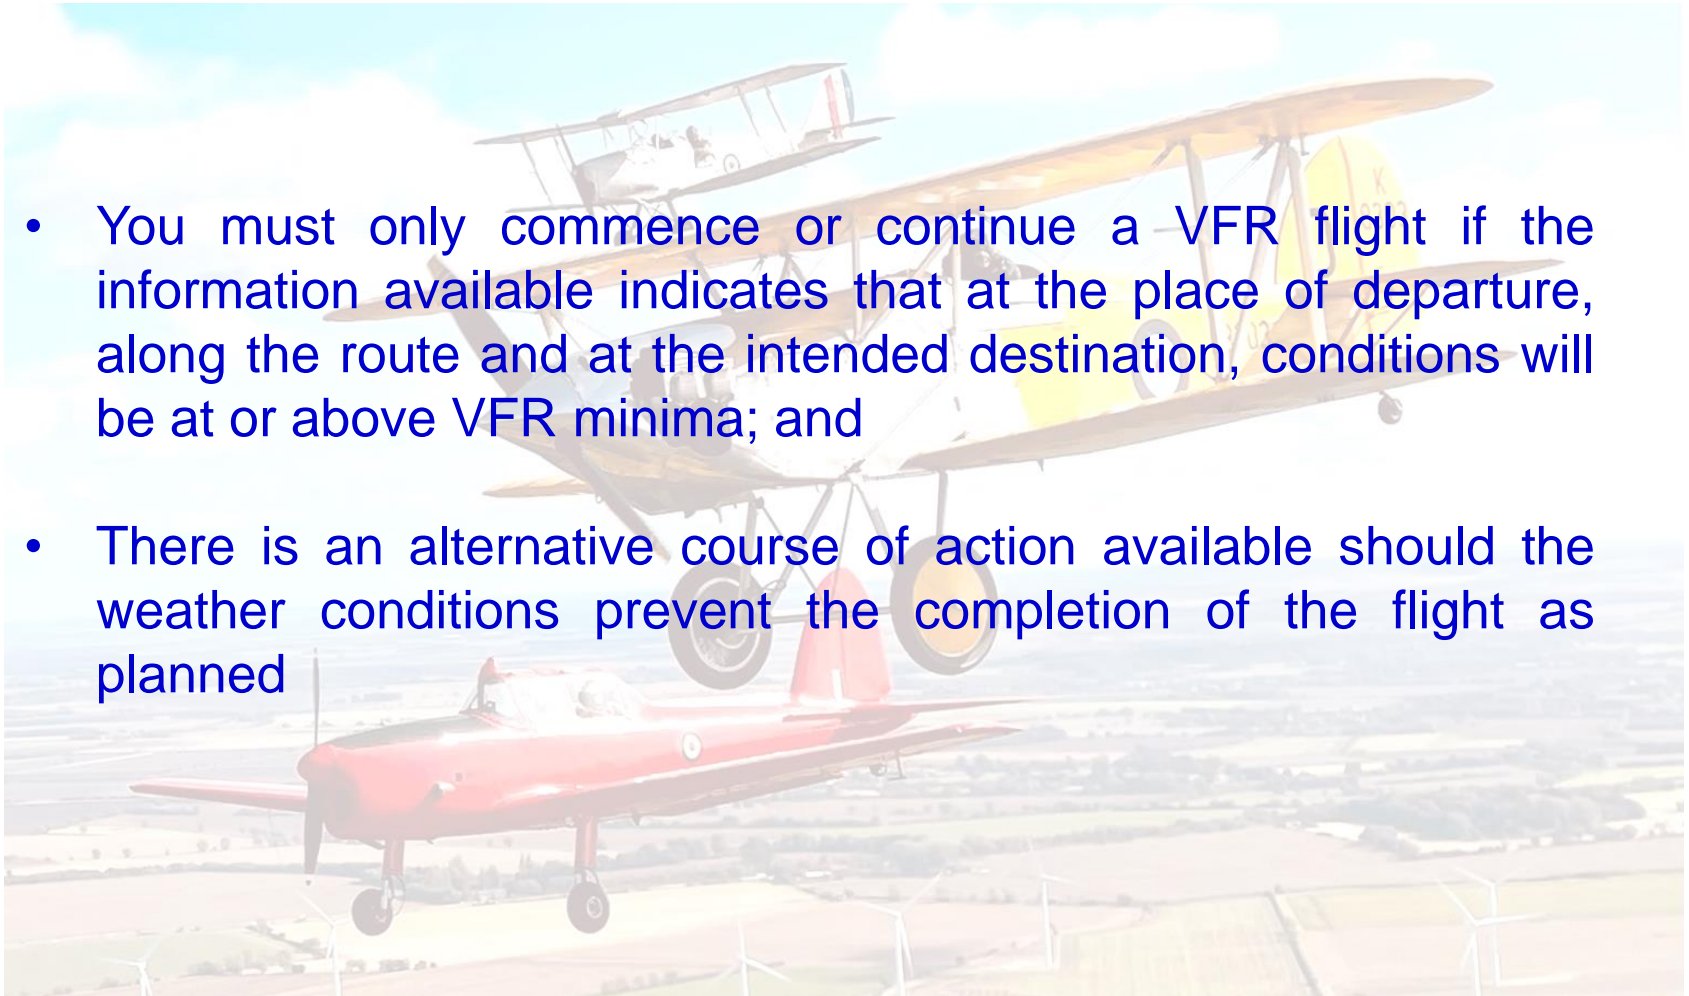 • You must only commence or continue a VFR flight if the
information available indicates that at the place of departure,
along the route and at the intended destination, conditions will
be at or above VFR minima; and
• There is an alternative course of action available should the
weather conditions prevent the completion of the flight as
planned
K